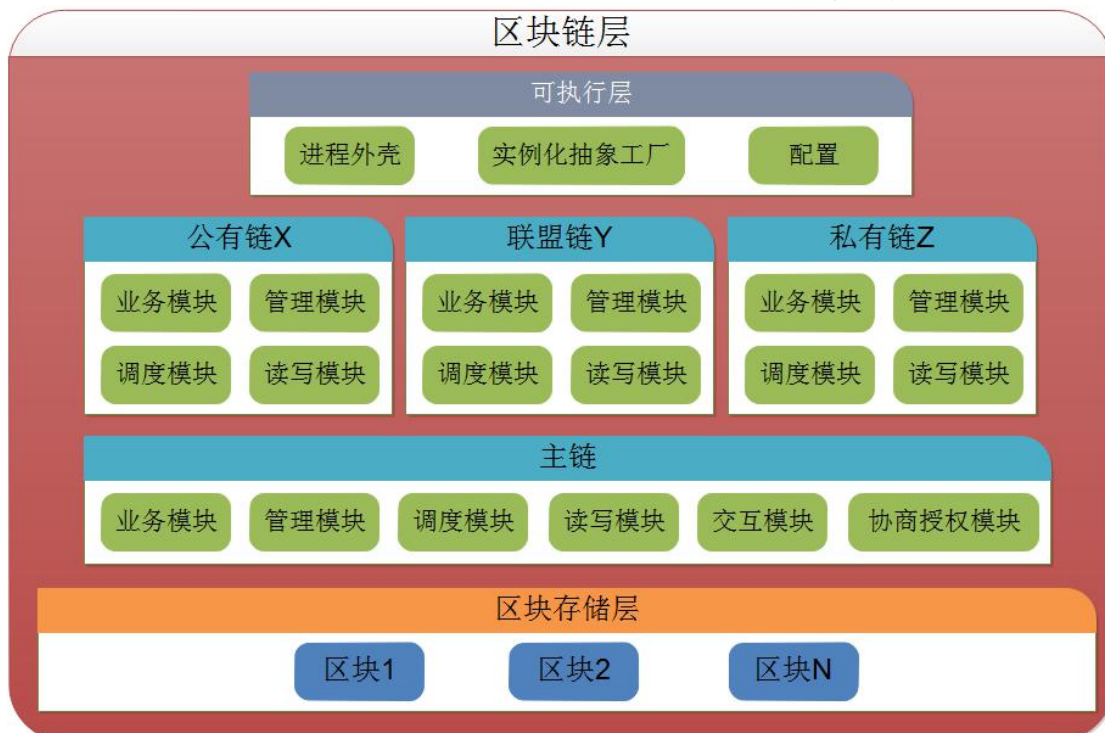 区块链层
可执行层
进程外壳 实例化抽象工厂 配置
公有链X 联盟链Y 私有链Z
业务模块 管理模块 业务模块 管理模块 业务模块 管理模块
调度模块 读写模块 调度模块 读写模块 调度模块 读写模块
主链
业务模块 管理模块 调度模块 读写模块 交互模块 协商授权模块
区块存储层
区块1 区块2 区块N